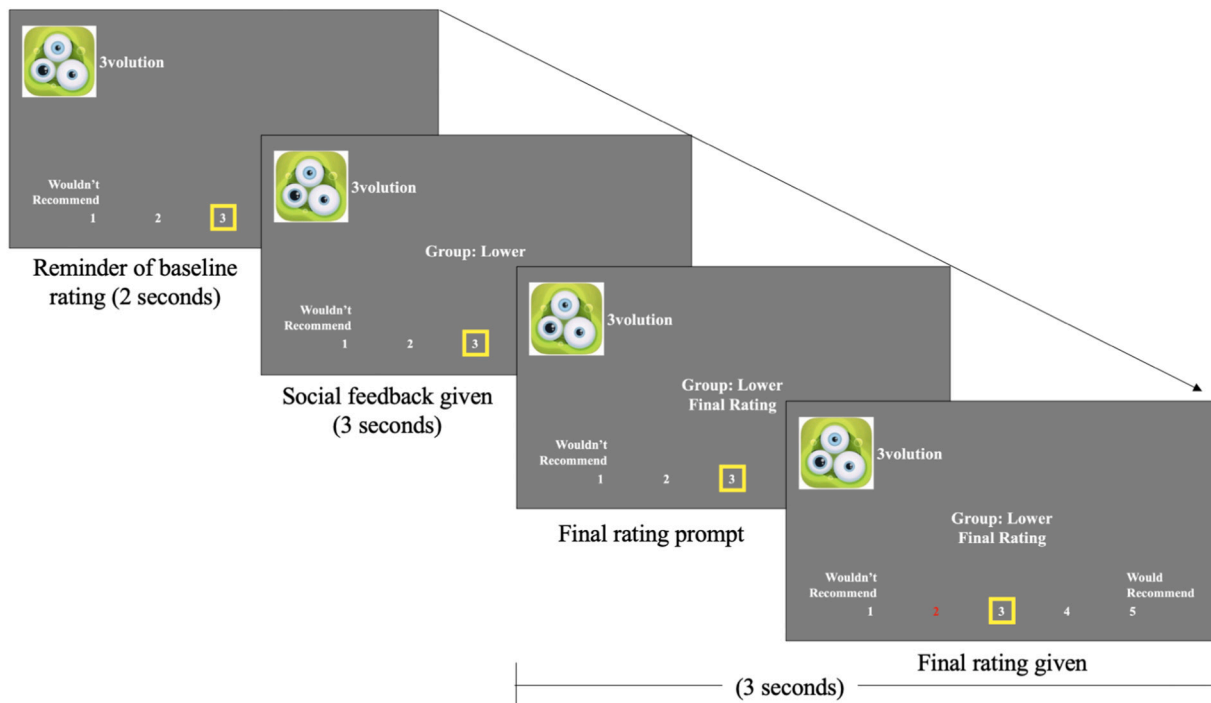 3volution
Wouldn't
Recommend
1 2 3
Reminder of baseline
rating (2 seconds)
3volution
Group: Lower
Wouldn't
Recommend
1 2 3
Social feedback given
(3 seconds)
3volution
Group: Lower
Final Rating
Wouldn't
Recommend
1 2 3
Final rating prompt
3volution
Group: Lower
Final Rating
Wouldn't
Recommend
Would
Recommend
1 2 3 4 5
Final rating given
(3 seconds)